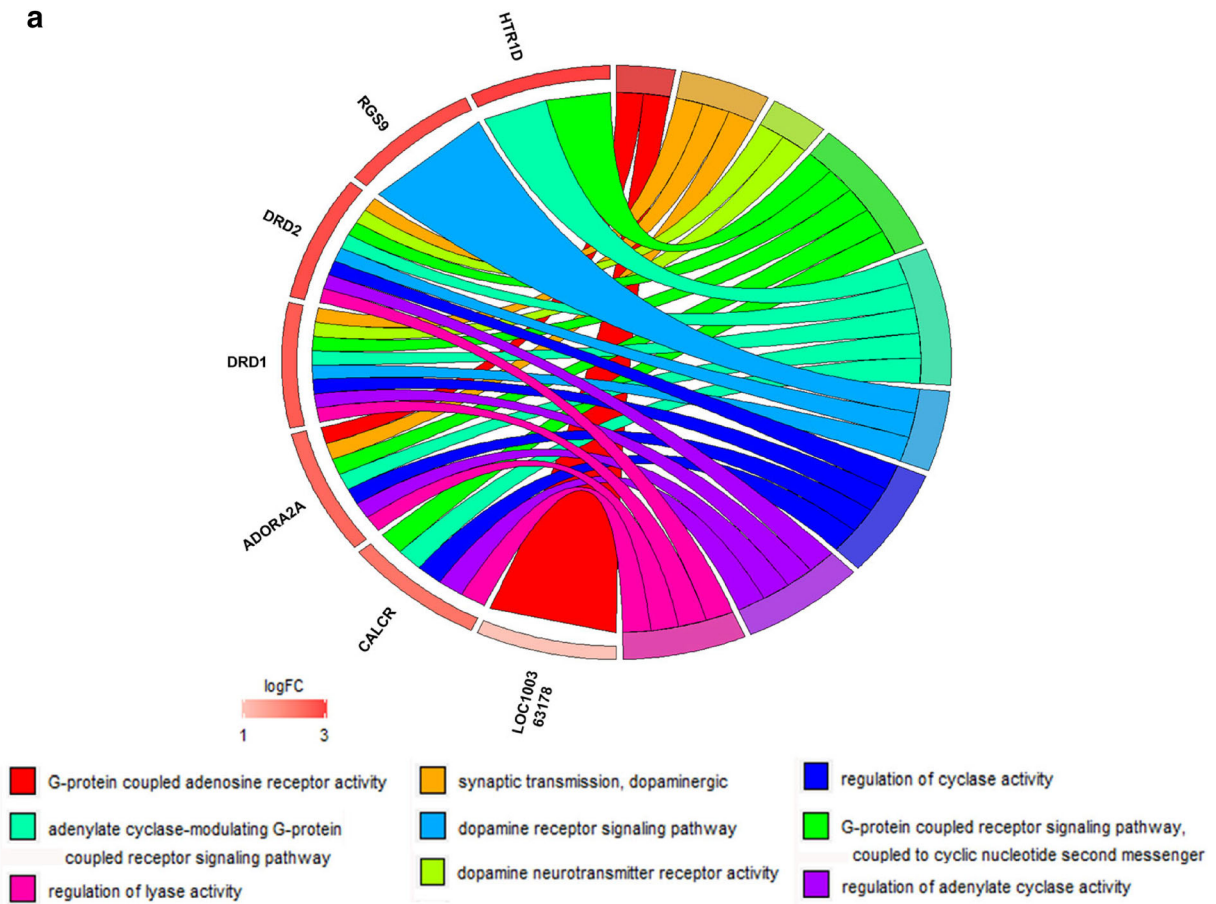 a
HTR1D
RGS9
DRD2
DRD1
ADORA2A
CALCR
LOC1003
63178
logFC
1 3
G-protein coupled adenosine receptor activity
adenylate cyclase-modulating G-protein
coupled receptor signaling pathway
regulation of lyase activity
synaptic transmission, dopaminergic
dopamine receptor signaling pathway
dopamine neurotransmitter receptor activity
regulation of cyclase activity
G-protein coupled receptor signaling pathway,
coupled to cyclic nucleotide second messenger
regulation of adenylate cyclase activity